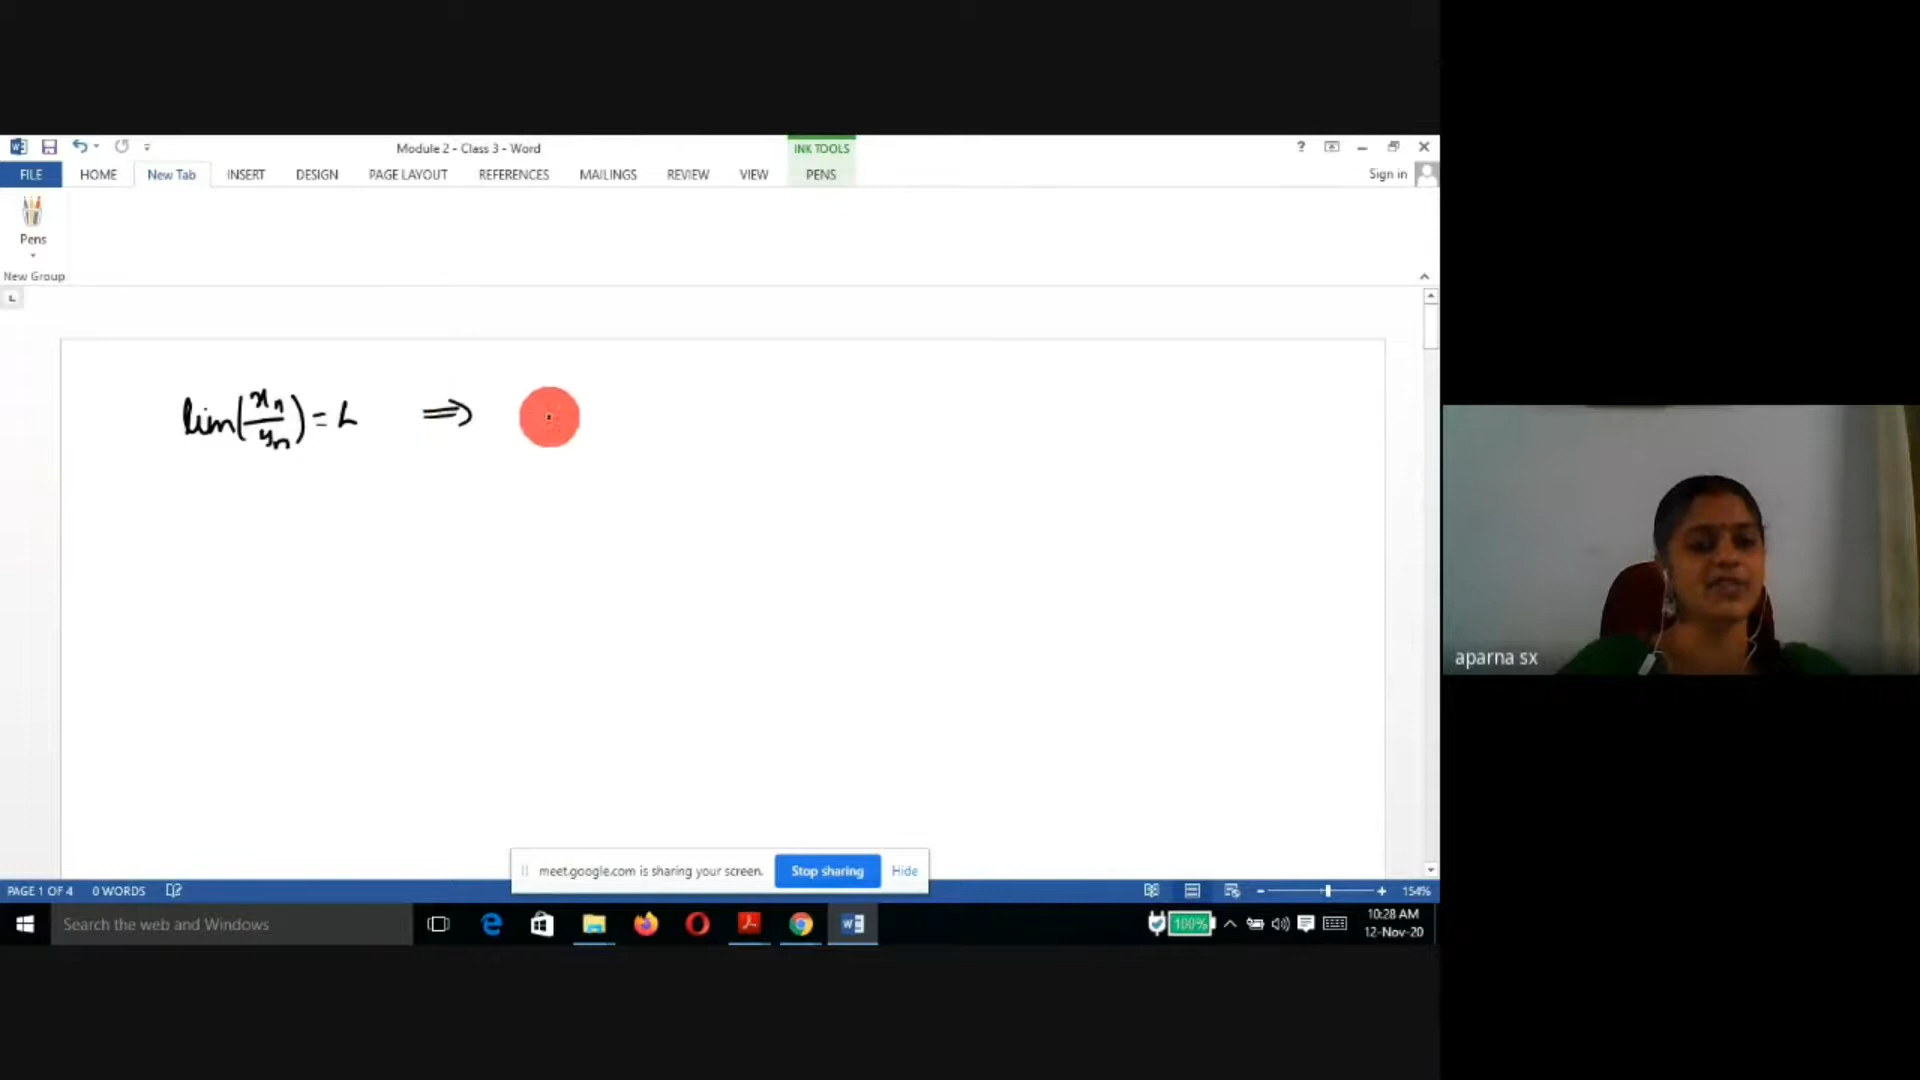 Module 2 - Class 3 - Word
INK TOOLS
?
FILE HOME New Tab INSERT DESIGN PAGE LAYOUT REFERENCES MAILINGS REVIEW VIEW PENS
Sign in
Pens
New Group
L
lim(xn/yn) = L ⇒
aparna sx
meet.google.com is sharing your screen. Stop sharing Hide
PAGE 1 OF 4 0 WORDS
154%
Search the web and Windows
100%
10:28 AM
12-Nov-20